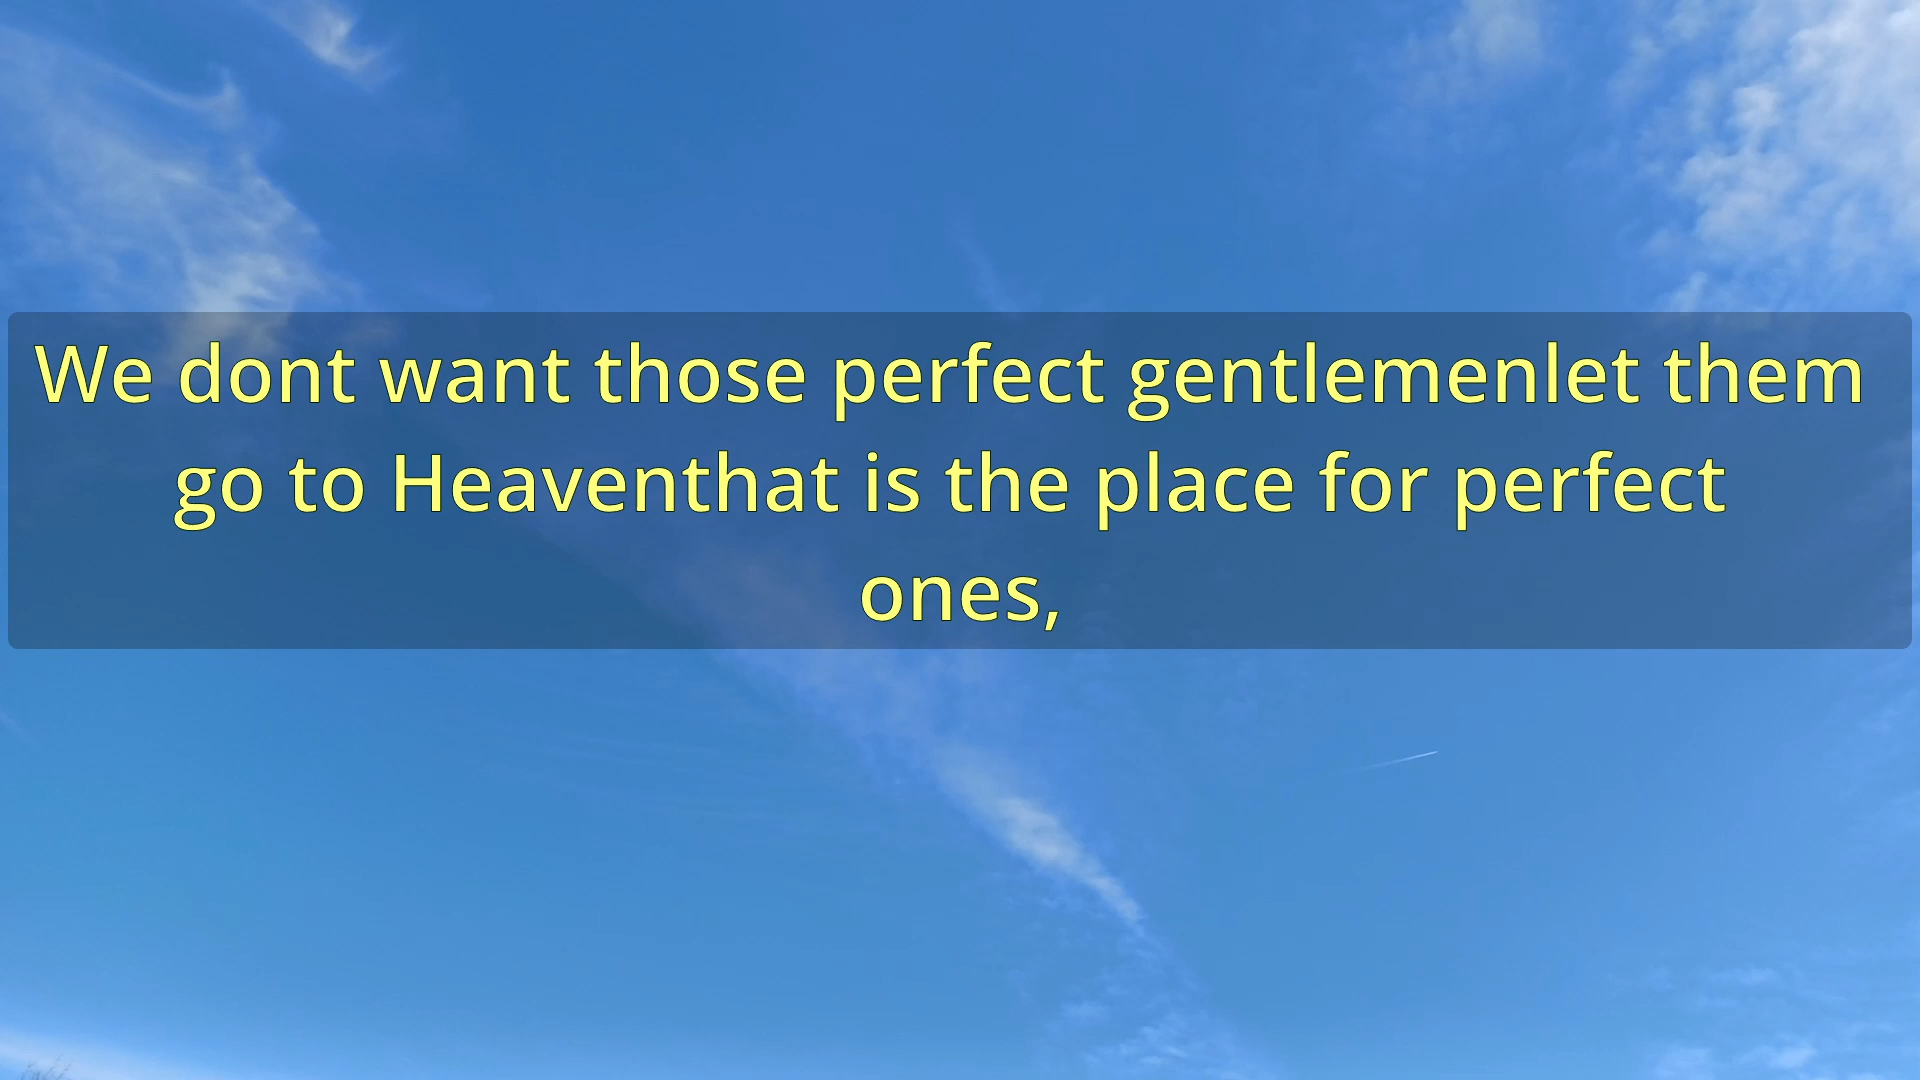 We dont want those perfect gentlemenlet them
go to Heaventhat is the place for perfect
ones,